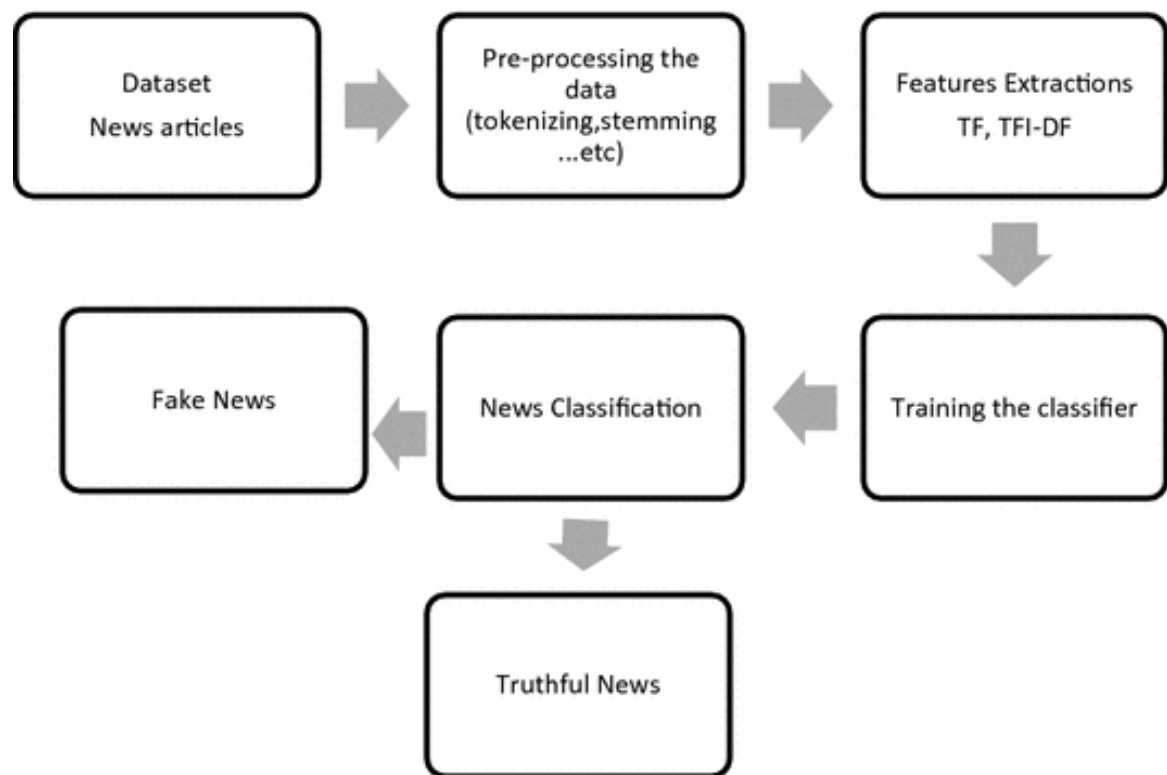 Dataset
News articles
Pre-processing the
data
(tokenizing,stemming
...etc)
Features Extractions
TF, TFI-DF
Fake News
News Classification
Training the classifier
Truthful News